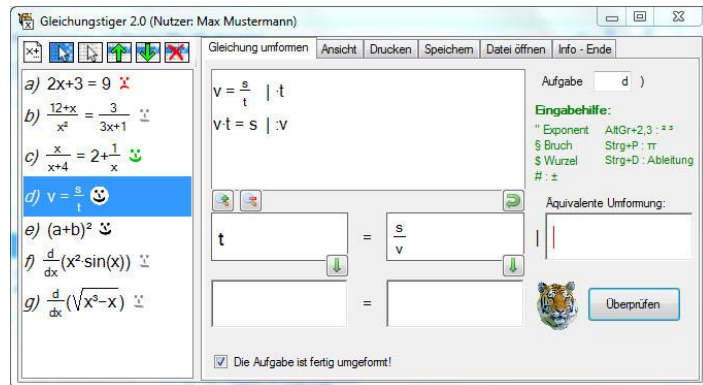 Gleichungstiger 2.0 (Nutzer: Max Mustermann)
Gleichung umformen Ansicht Drucken Speichern Datei öffnen Info - Ende
a) 2x+3 = 9
b) (12+x)/x² = 3/(3x+1)
c) x/(x+4) = 2+1/x
d) v = s/t
e) (a+b)²
f) d/dx(x²·sin(x))
g) d/dx(√(x³−x))
v = s/t | ·t
v·t = s | :v
Aufgabe d )
Eingabehilfe:
" Exponent AltGr+2,3 : ² ³
§ Bruch Strg+P : π
$ Wurzel Strg+D : Ableitung
# : ±
Äquivalente Umformung:
t = s/v |
=
Überprüfen
Die Aufgabe ist fertig umgeformt!